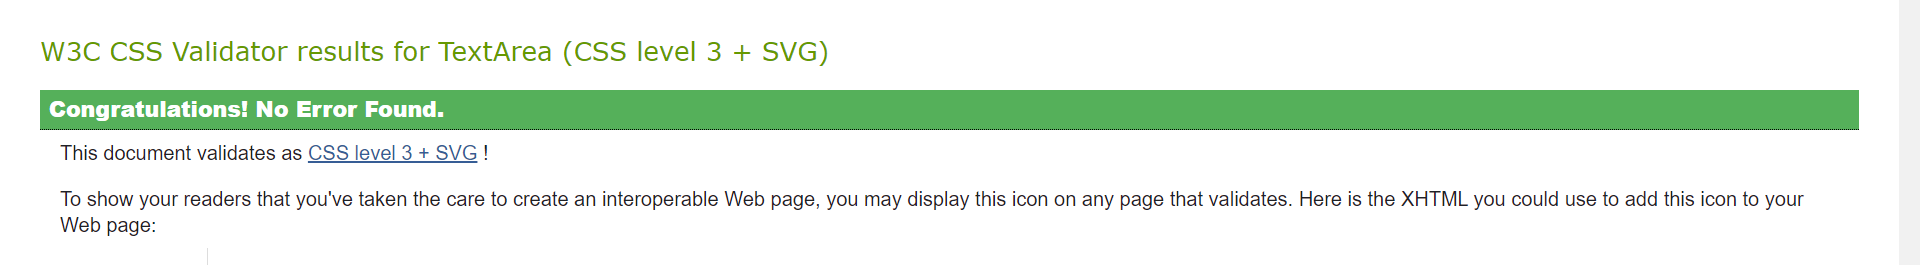 W3C CSS Validator results for TextArea (CSS level 3 + SVG)
Congratulations! No Error Found.
This document validates as CSS level 3 + SVG !
To show your readers that you've taken the care to create an interoperable Web page, you may display this icon on any page that validates. Here is the XHTML you could use to add this icon to your
Web page: